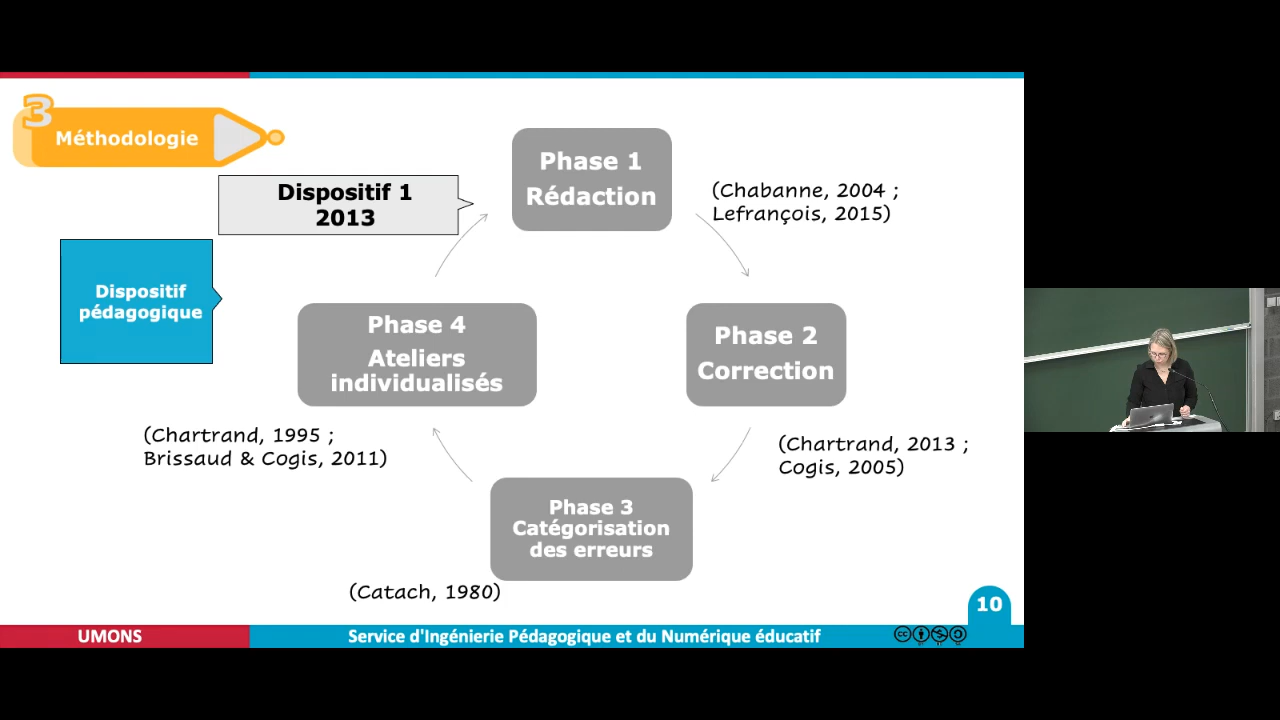 3
Méthodologie
Dispositif 1
2013
Dispositif
pédagogique
Phase 1
Rédaction
(Chabanne, 2004 ;
Lefrançois, 2015)
Phase 2
Correction
(Chartrand, 2013 ;
Cogis, 2005)
Phase 3
Catégorisation
des erreurs
(Catach, 1980)
Phase 4
Ateliers
individualisés
(Chartrand, 1995 ;
Brissaud & Cogis, 2011)
10
UMONS
Service d'Ingénierie Pédagogique et du Numérique éducatif
cc